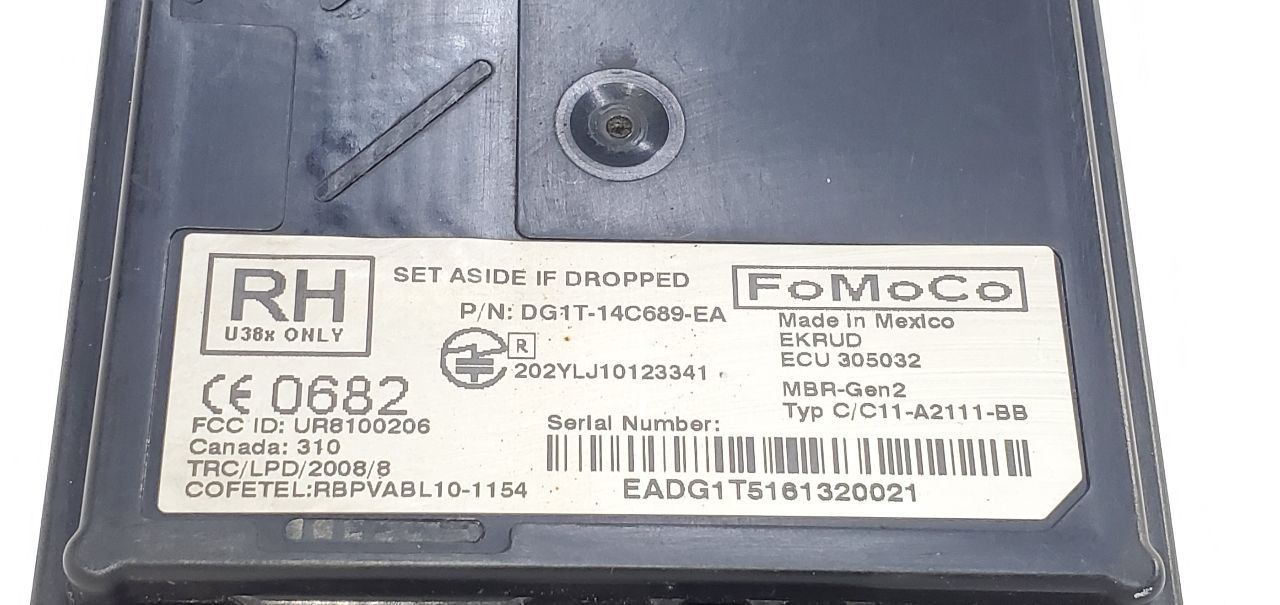 RH
U38x ONLY
SET ASIDE IF DROPPED
P/N: DG1T-14C689-EA
FoMoCo
Made in Mexico
EKRUD
ECU 305032
MBR-Gen2
Typ C/C11-A2111-BB
R
202YLJ10123341
CE 0682
FCC ID: UR8100206
Canada: 310
TRC/LPD/2008/8
COFETEL:RBPVABL10-1154
Serial Number:
EADG1T5161320021